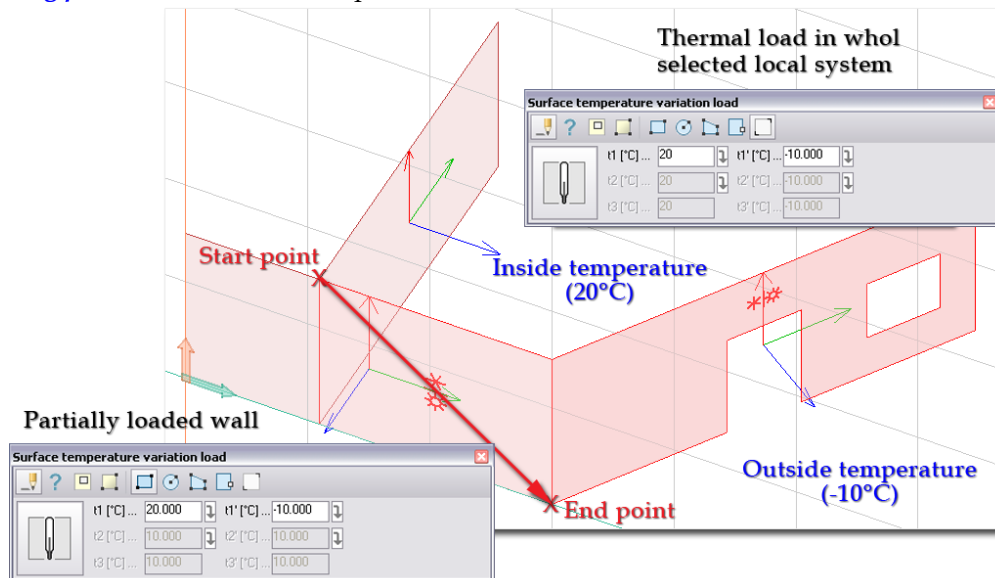 Thermal load in whol
selected local system
Surface temperature variation load
t1 [°C] ... 20 t1' [°C] ... -10.000
t2 [°C] ... 20 t2' [°C] ... -10.000
t3 [°C] ... 20 t3' [°C] ... -10.000
Start point
Inside temperature
(20°C)
Partially loaded wall
Surface temperature variation load
t1 [°C] ... 20.000 t1' [°C] ... -10.000
t2 [°C] ... 10.000 t2' [°C] ... 10.000
t3 [°C] ... 10.000 t3' [°C] ... 10.000
Outside temperature
(-10°C)
End point